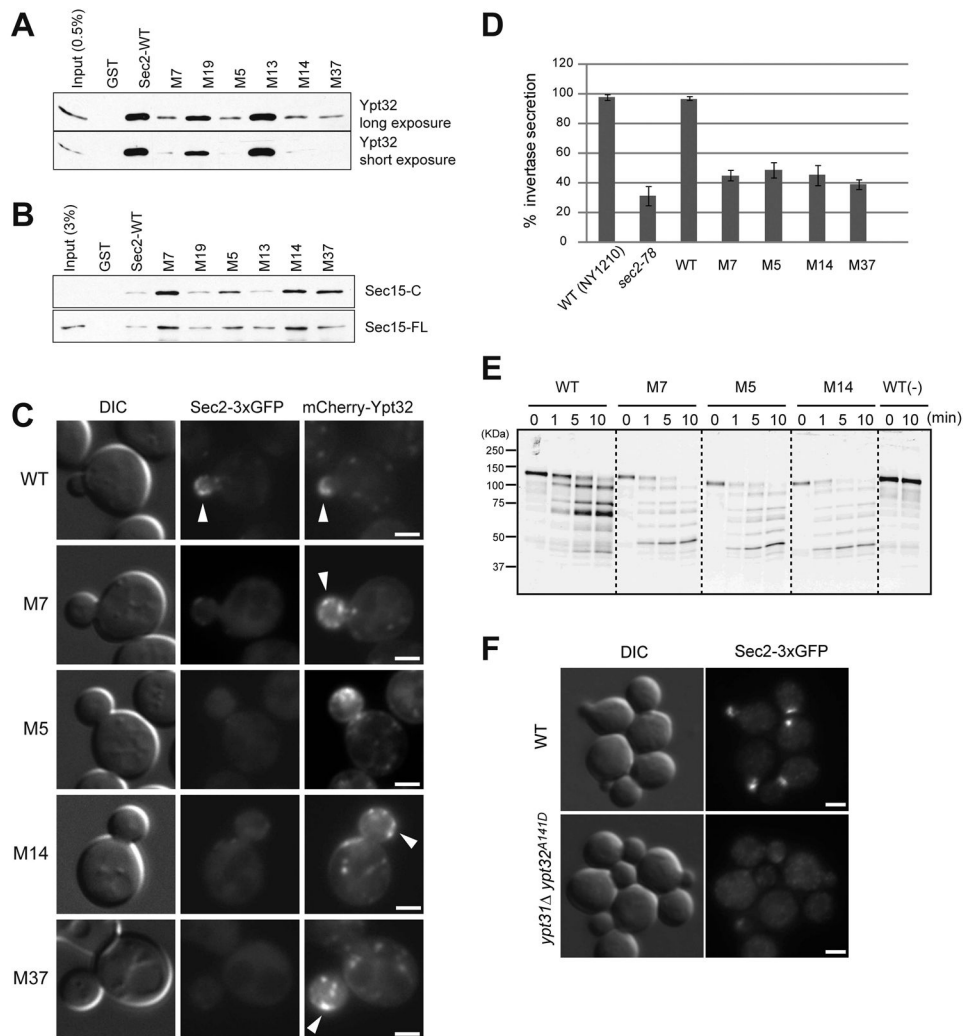 A
Input (0.5%)
GST
Sec2-WT
M7
M19
M5
M13
M14
M37
Ypt32
long exposure
Ypt32
short exposure
B
Input (3%)
GST
Sec2-WT
M7
M19
M5
M13
M14
M37
Sec15-C
Sec15-FL
C
DIC
Sec2-3xGFP
mCherry-Ypt32
WT
M7
M5
M14
M37
D
% invertase secretion
120
100
80
60
40
20
0
WT (NY1210)
sec2-78
WT
M7
M5
M14
M37
E
WT
M7
M5
M14
WT(-)
0 1 5 10 0 1 5 10 0 1 5 10 0 1 5 10 0 10 (min)
(KDa)
250
150
100
75
50
37
F
DIC
Sec2-3xGFP
WT
ypt31Δ ypt32A141D